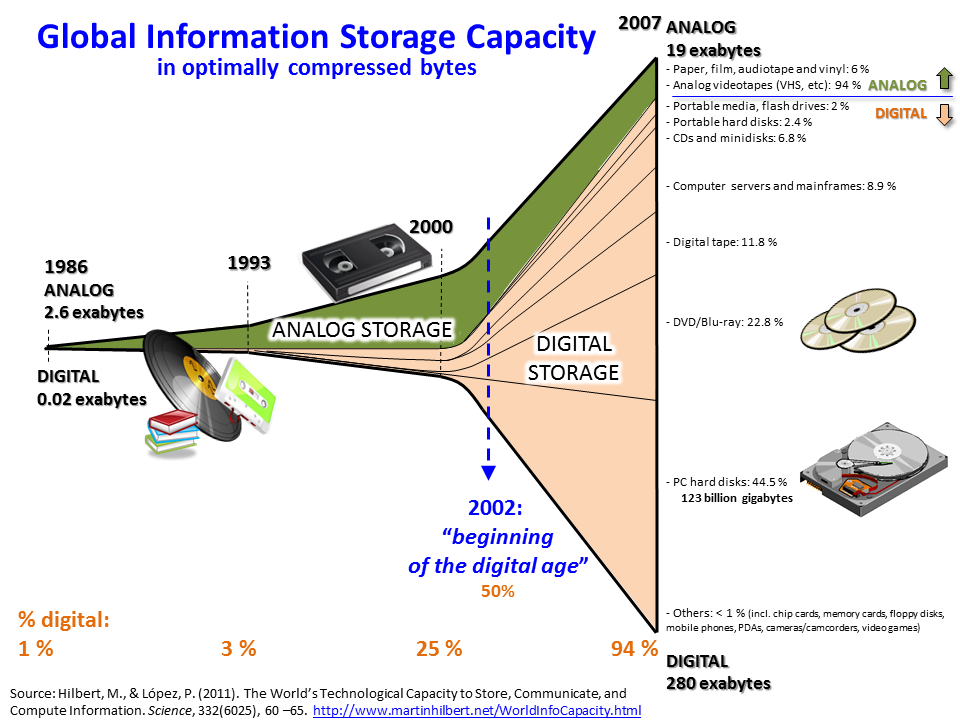 Global Information Storage Capacity
in optimally compressed bytes
2007
ANALOG
19 exabytes
- Paper, film, audiotape and vinyl: 6 %
- Analog videotapes (VHS, etc): 94 %
ANALOG
- Portable media, flash drives: 2 %
DIGITAL
- Portable hard disks: 2.4 %
- CDs and minidisks: 6.8 %
- Computer servers and mainframes: 8.9 %
- Digital tape: 11.8 %
- DVD/Blu-ray: 22.8 %
- PC hard disks: 44.5 %
123 billion gigabytes
- Others: < 1 % (incl. chip cards, memory cards, floppy disks,
mobile phones, PDAs, cameras/camcorders, video games)
DIGITAL
280 exabytes
1986
ANALOG
2.6 exabytes
DIGITAL
0.02 exabytes
1993
2000
ANALOG STORAGE
DIGITAL
STORAGE
2002:
“beginning
of the digital age”
50%
% digital:
1 %
3 %
25 %
94 %
Source: Hilbert, M., & López, P. (2011). The World’s Technological Capacity to Store, Communicate, and
Compute Information. Science, 332(6025), 60 –65. http://www.martinhilbert.net/WorldInfoCapacity.html